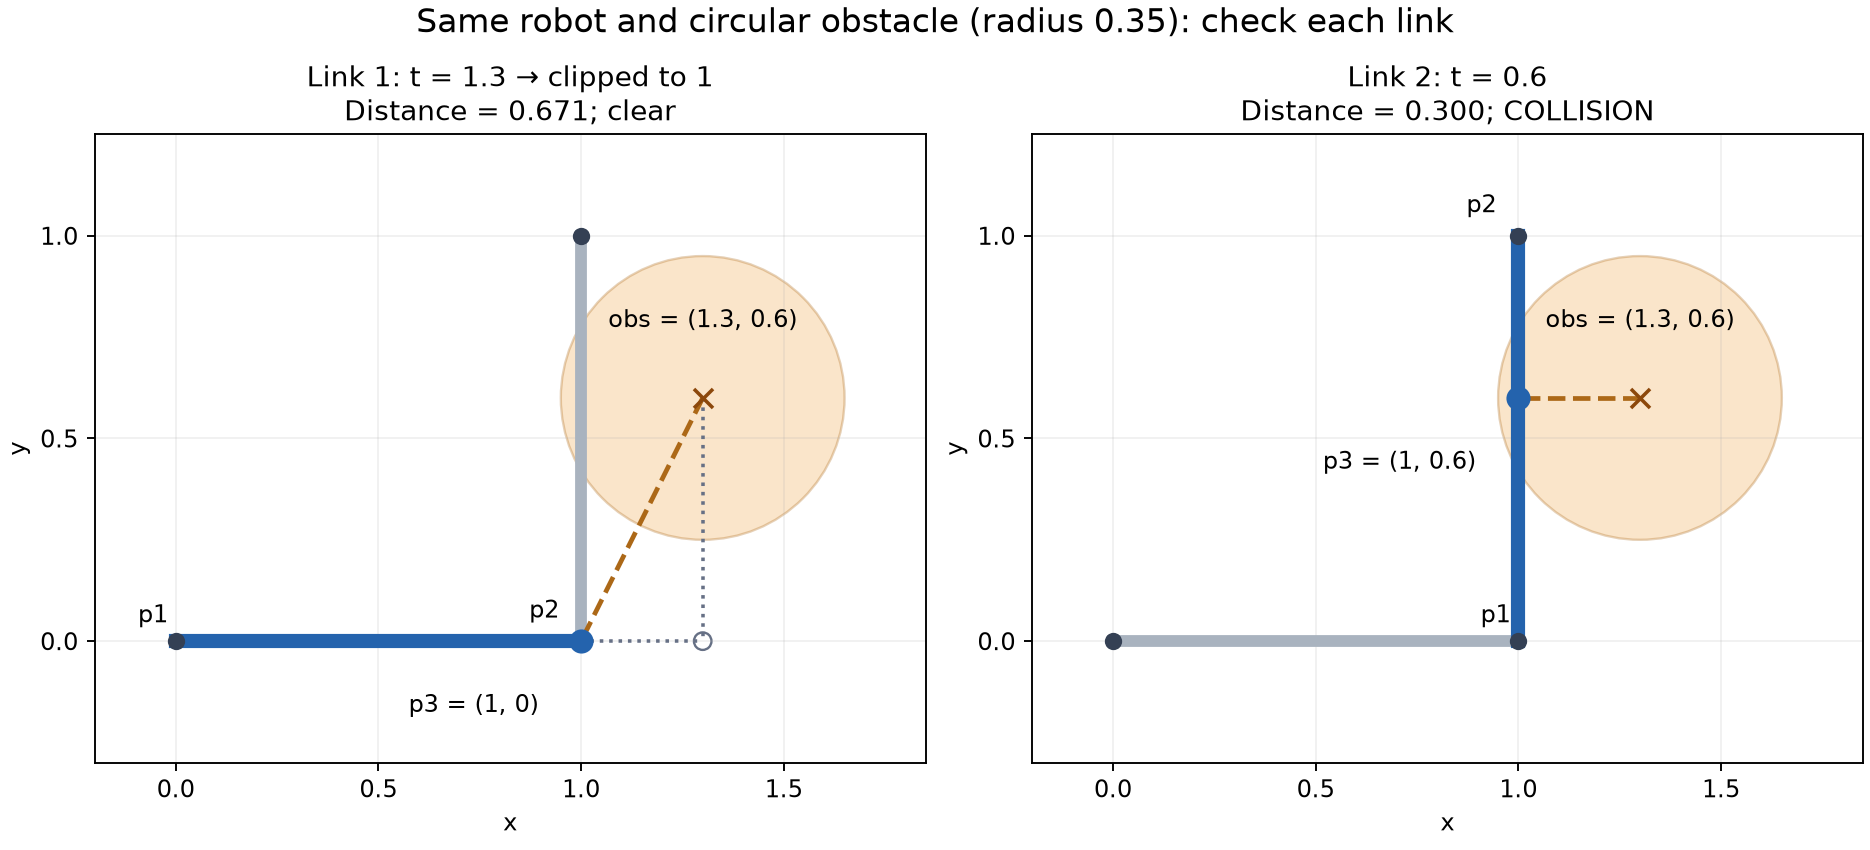 Same robot and circular obstacle (radius 0.35): check each link
Link 1: t = 1.3 → clipped to 1
Distance = 0.671; clear
y
1.0
0.5
0.0
p2
p1
obs = (1.3, 0.6)
p3 = (1, 0)
0.0
0.5
1.0
1.5
x
Link 2: t = 0.6
Distance = 0.300; COLLISION
y
1.0
0.5
0.0
p2
obs = (1.3, 0.6)
p3 = (1, 0.6)
p1
0.0
0.5
1.0
1.5
x